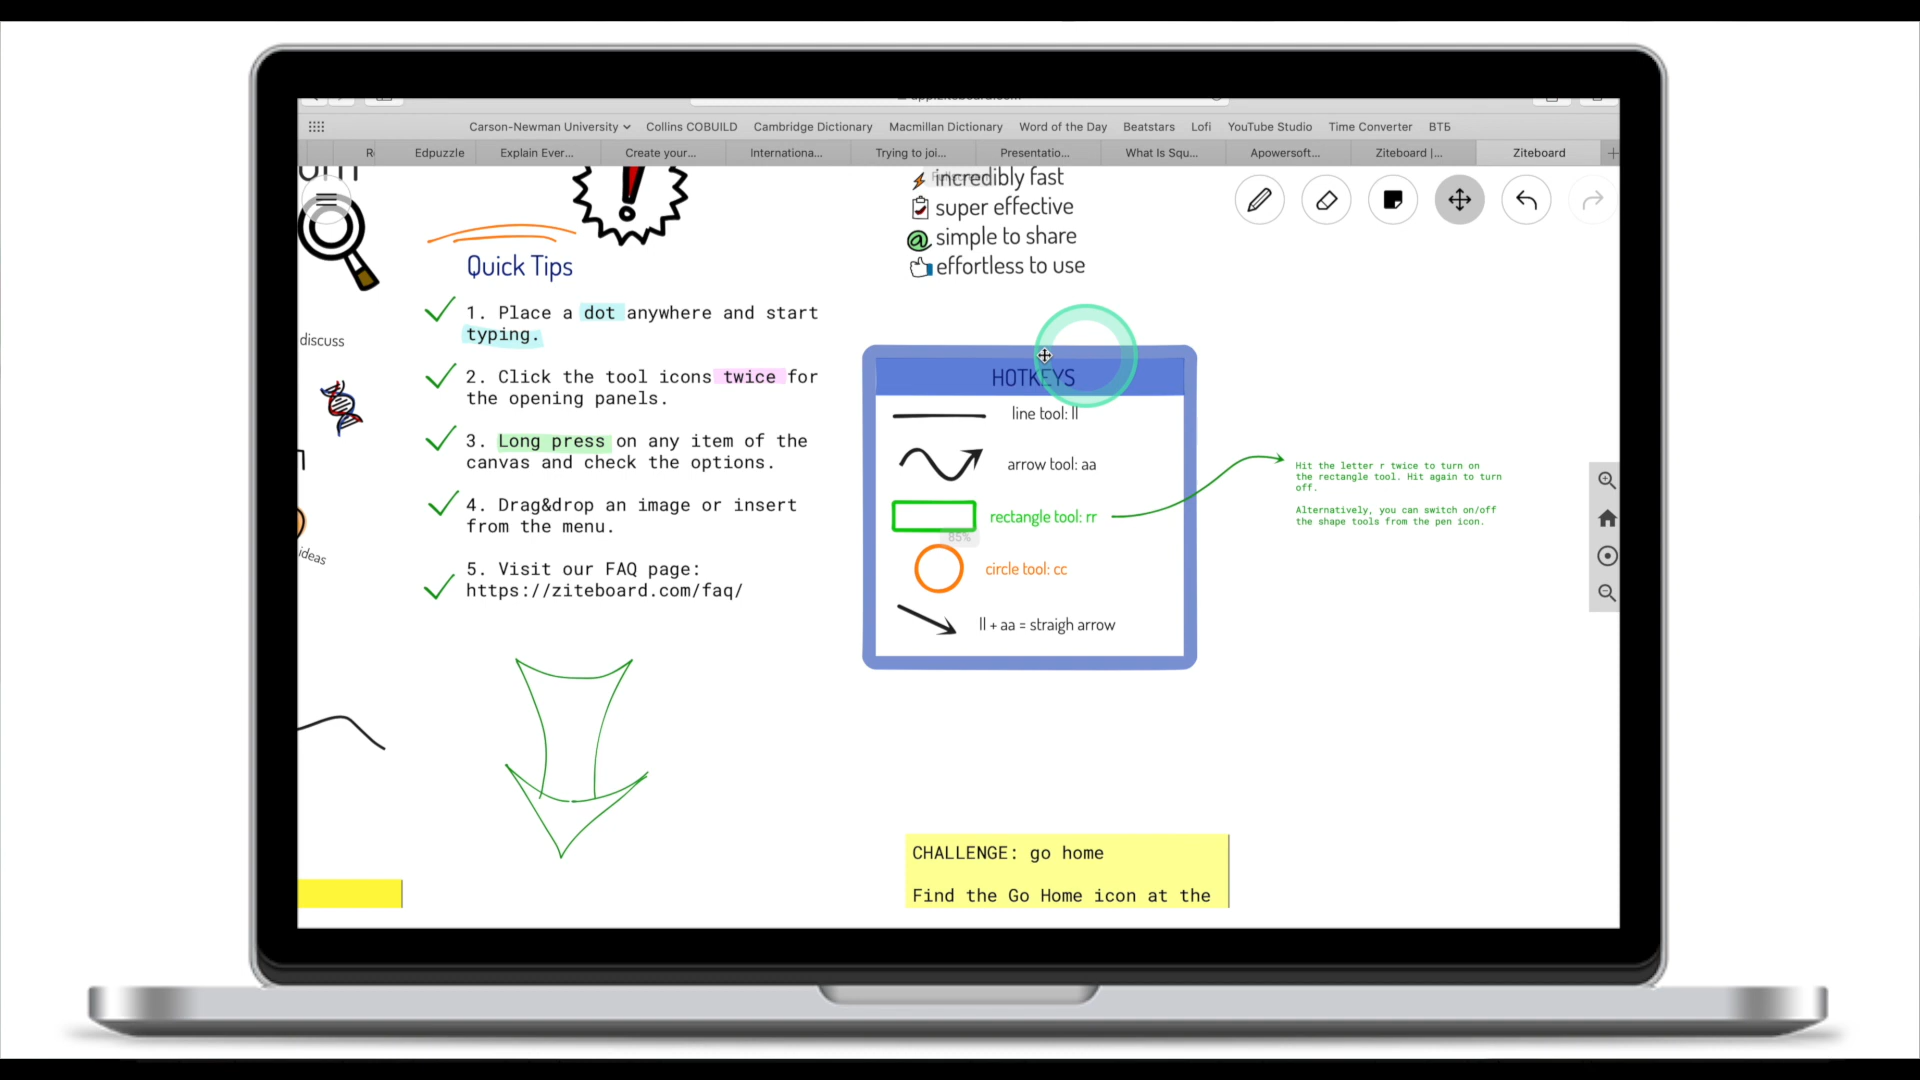 Carson-Newman University Collins COBUILD Cambridge Dictionary Macmillan Dictionary Word of the Day Beatstars Lofi YouTube Studio Time Converter ВТБ
Edpuzzle Explain Ever... Create your... Internationa... Trying to joi... Presentatio... What Is Squ... Apowersoft... Ziteboard |... Ziteboard
incredibly fast
super effective
simple to share
effortless to use
Quick Tips
1. Place a dot anywhere and start
typing.
2. Click the tool icons twice for
the opening panels.
3. Long press on any item of the
canvas and check the options.
4. Drag&drop an image or insert
from the menu.
5. Visit our FAQ page:
https://ziteboard.com/faq/
discuss
ideas
HOTKEYS
line tool: ll
arrow tool: aa
rectangle tool: rr
85%
circle tool: cc
ll + aa = straigh arrow
Hit the letter r twice to turn on
the rectangle tool. Hit again to turn
off.
Alternatively, you can switch on/off
the shape tools from the pen icon.
CHALLENGE: go home
Find the Go Home icon at the